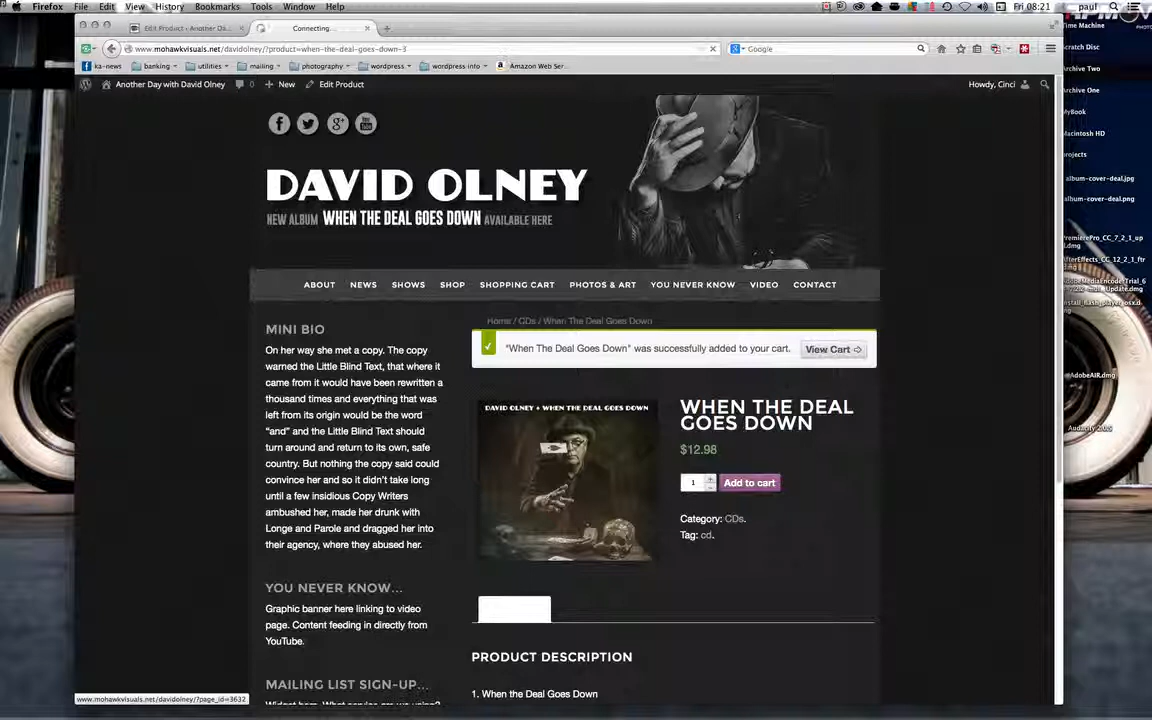 Firefox File Edit View History Bookmarks Tools Window Help
Fri 08:21 paul
Edit Product ‹ Another Da...
Connecting...
www.mohawkvisuals.net/davidolney/?product=when-the-deal-goes-down-3
Google
ka-news banking utilities mailing photography wordpress wordpress info Amazon Web Ser...
Another Day with David Olney 0 New Edit Product
Howdy, Cinci
DAVID OLNEY
NEW ALBUM WHEN THE DEAL GOES DOWN AVAILABLE HERE
ABOUT NEWS SHOWS SHOP SHOPPING CART PHOTOS & ART YOU NEVER KNOW VIDEO CONTACT
MINI BIO
On her way she met a copy. The copy
warned the Little Blind Text, that where it
came from it would have been rewritten a
thousand times and everything that was
left from its origin would be the word
“and” and the Little Blind Text should
turn around and return to its own, safe
country. But nothing the copy said could
convince her and so it didn’t take long
until a few insidious Copy Writers
ambushed her, made her drunk with
Longe and Parole and dragged her into
their agency, where they abused her.
YOU NEVER KNOW...
Graphic banner here linking to video
page. Content feeding in directly from
YouTube.
MAILING LIST SIGN-UP...
Home / CDs / When The Deal Goes Down
“When The Deal Goes Down” was successfully added to your cart.
View Cart
DAVID OLNEY • WHEN THE DEAL GOES DOWN
WHEN THE DEAL
GOES DOWN
$12.98
1
Add to cart
Category: CDs.
Tag: cd.
PRODUCT DESCRIPTION
1. When the Deal Goes Down
www.mohawkvisuals.net/davidolney/?page_id=3632
Time Machine
Scratch Disc
Archive Two
Archive One
MyBook
Macintosh HD
projects
album-cover-deal.jpg
album-cover-deal.png
AdobeAIR.dmg